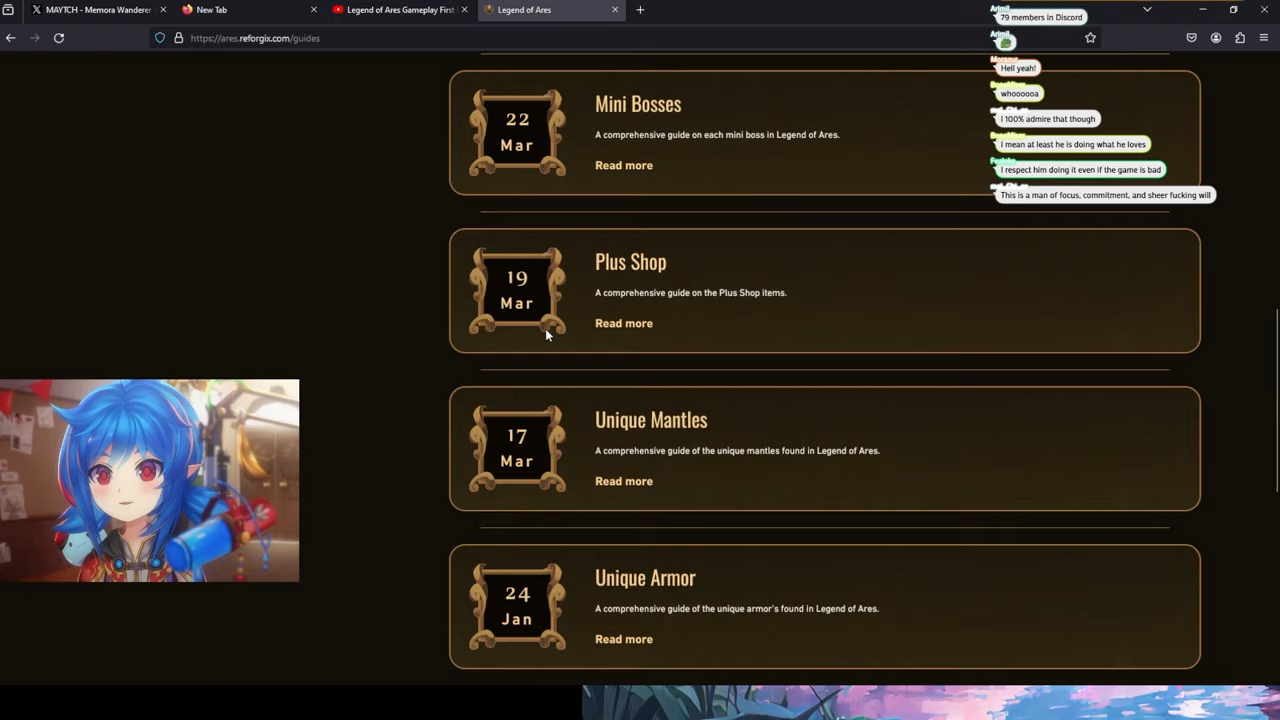 MAYTCH - Memora Wanderer
New Tab
Legend of Ares Gameplay First
Legend of Ares
https://ares.reforgix.com/guides
Arimil
79 members in Discord
Arimil
Hell yeah!
whoooooa
I 100% admire that though
I mean at least he is doing what he loves
I respect him doing it even if the game is bad
This is a man of focus, commitment, and sheer fucking will
22
Mar
Mini Bosses
A comprehensive guide on each mini boss in Legend of Ares.
Read more
19
Mar
Plus Shop
A comprehensive guide on the Plus Shop items.
Read more
17
Mar
Unique Mantles
A comprehensive guide of the unique mantles found in Legend of Ares.
Read more
24
Jan
Unique Armor
A comprehensive guide of the unique armor's found in Legend of Ares.
Read more